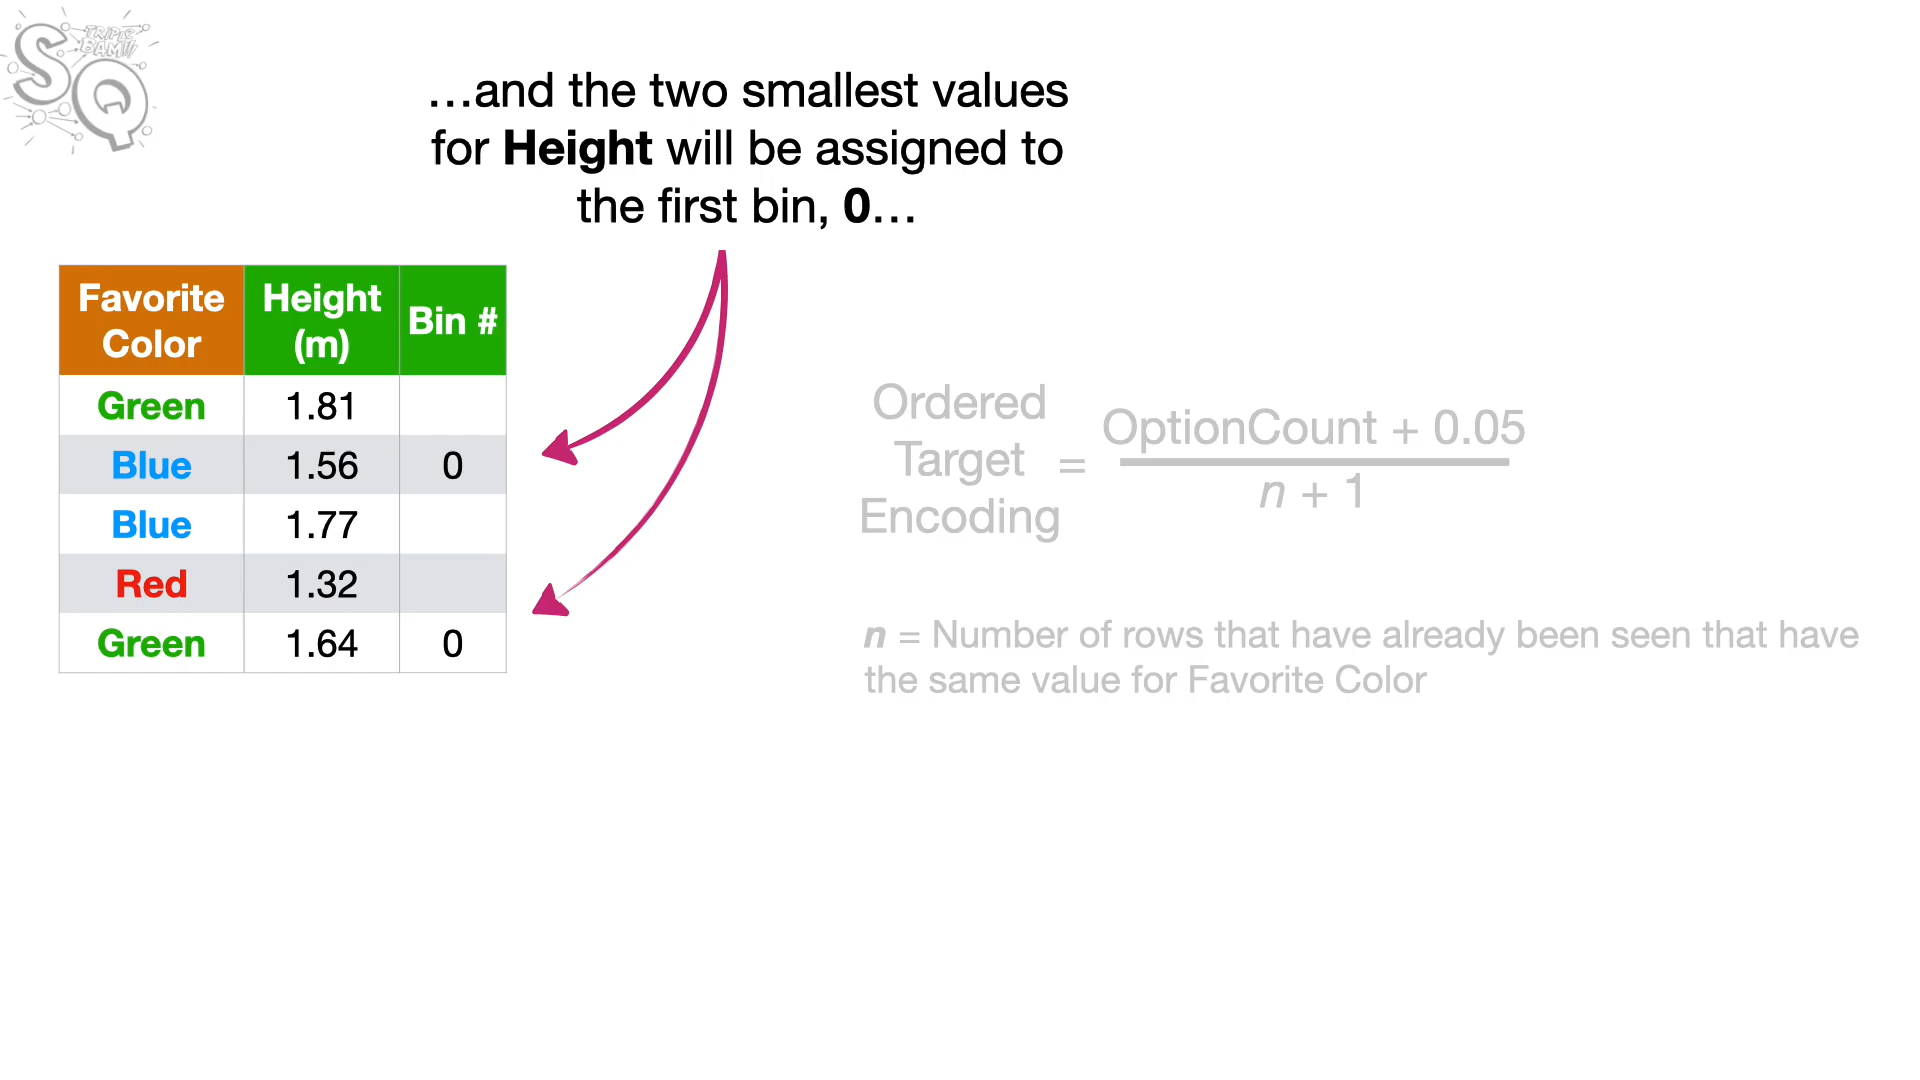 SQ
TRIPLE
BAM!!!
…and the two smallest values
for Height will be assigned to
the first bin, 0…
Favorite Color Height (m) Bin #
Green 1.81
Blue 1.56 0
Blue 1.77
Red 1.32
Green 1.64 0
Ordered
Target
Encoding
=
OptionCount + 0.05
n + 1
n = Number of rows that have already been seen that have
the same value for Favorite Color